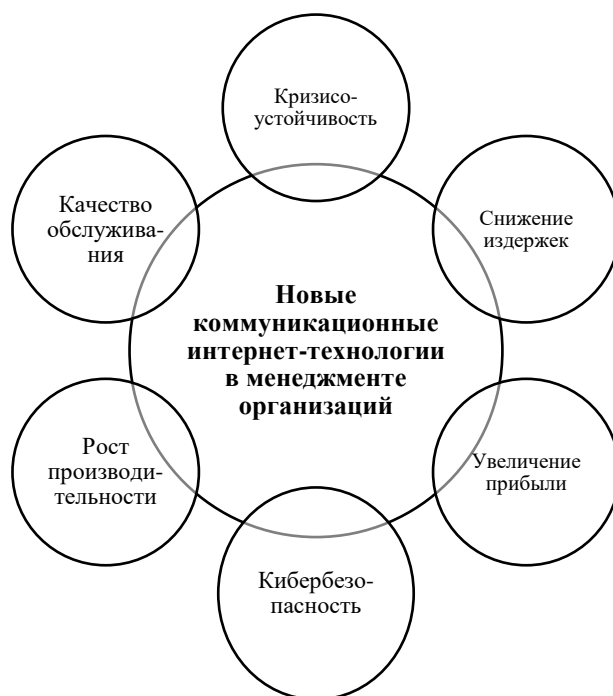 Кризисо-
устойчивость
Качество
обслужива-
ния
Снижение
издержек
Новые
коммуникационные
интернет-технологии
в менеджменте
организаций
Рост
производи-
тельности
Увеличение
прибыли
Кибербезо-
пасность